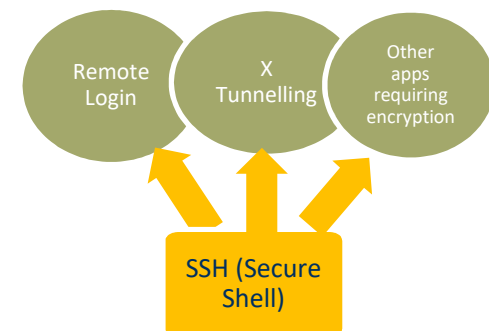 Remote
Login
X
Tunnelling
Other
apps
requiring
encryption
SSH (Secure
Shell)